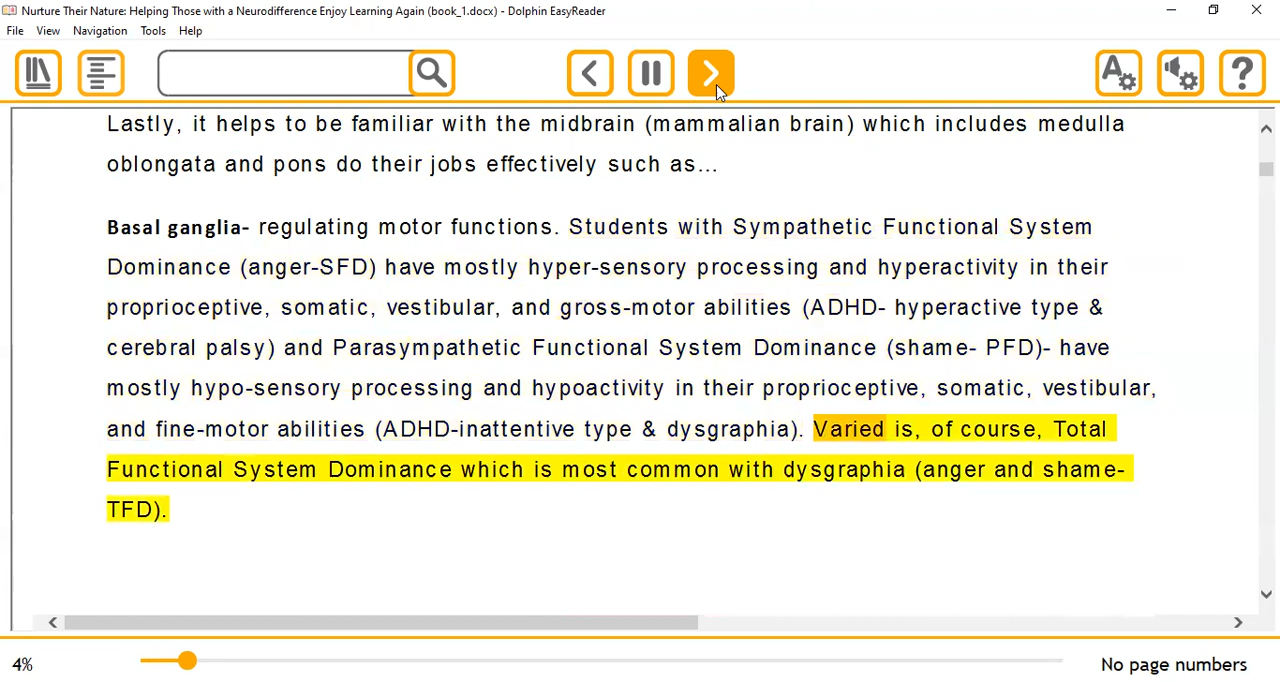 Nurture Their Nature: Helping Those with a Neurodifference Enjoy Learning Again (book_1.docx) - Dolphin EasyReader
File View Navigation Tools Help
Lastly, it helps to be familiar with the midbrain (mammalian brain) which includes medulla
oblongata and pons do their jobs effectively such as...
Basal ganglia- regulating motor functions. Students with Sympathetic Functional System
Dominance (anger-SFD) have mostly hyper-sensory processing and hyperactivity in their
proprioceptive, somatic, vestibular, and gross-motor abilities (ADHD- hyperactive type &
cerebral palsy) and Parasympathetic Functional System Dominance (shame- PFD)- have
mostly hypo-sensory processing and hypoactivity in their proprioceptive, somatic, vestibular,
and fine-motor abilities (ADHD-inattentive type & dysgraphia). Varied is, of course, Total
Functional System Dominance which is most common with dysgraphia (anger and shame-
TFD).
4% No page numbers